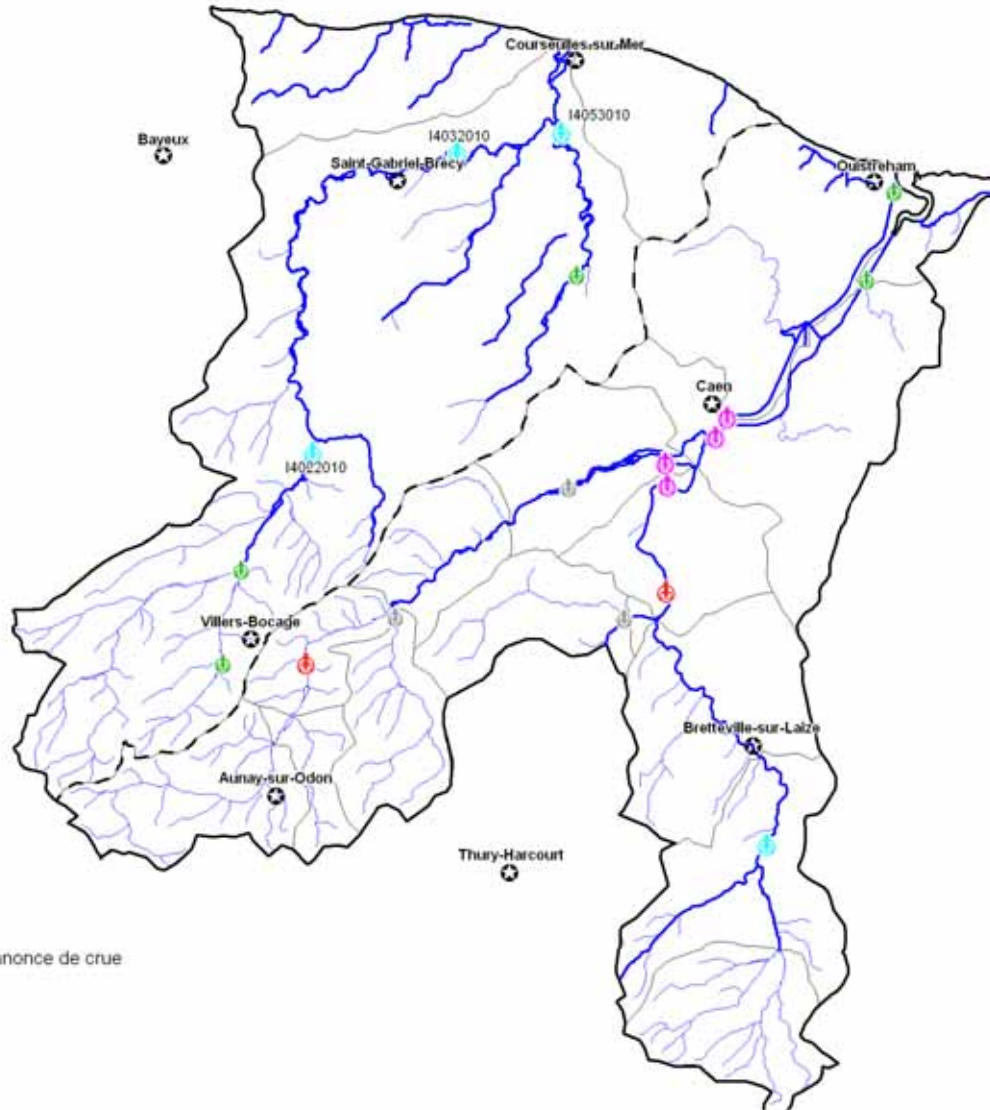 Courseulles-sur-Mer
I4053010
Bayeux
I4032010
Saint-Gabriel-Brecy
Ouistreham
Caen
I4022010
Villers-Bocage
Bretteville-sur-Laize
Aunay-sur-Odon
Thury-Harcourt
nnonce de crue